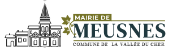 MAIRIE DE
MEUSNES
COMMUNE DE LA VALLÉE DU CHER